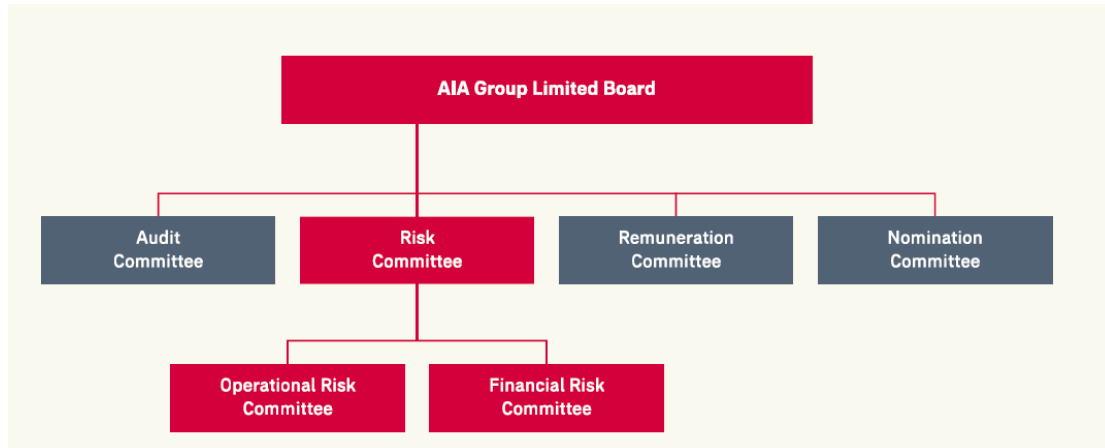 AIA Group Limited Board
Audit
Committee
Risk
Committee
Remuneration
Committee
Nomination
Committee
Operational Risk
Committee
Financial Risk
Committee